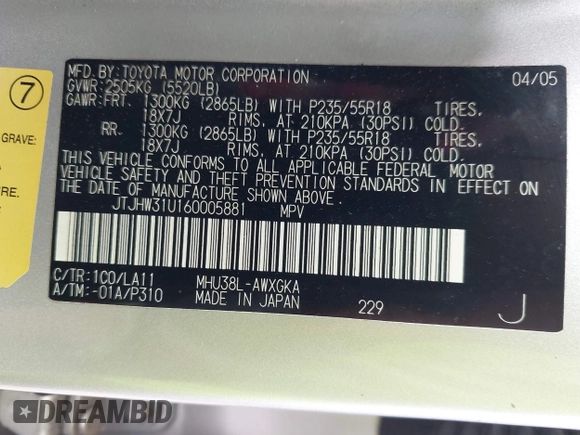 7
GRAVE:
URE.
MFD.BY:TOYOTA MOTOR CORPORATION 04/05
GVWR:2505KG (5520LB)
GAWR:FRT. 1300KG (2865LB) WITH P235/55R18 TIRES,
18X7J RIMS, AT 210KPA (30PSI) COLD.
RR. 1300KG (2865LB) WITH P235/55R18 TIRES,
18X7J RIMS, AT 210KPA (30PSI) COLD.
THIS VEHICLE CONFORMS TO ALL APPLICABLE FEDERAL MOTOR
VEHICLE SAFETY AND THEFT PREVENTION STANDARDS IN EFFECT ON
THE DATE OF MANUFACTURE SHOWN ABOVE.
JTJHW31U160005881 MPV
C/TR:1C0/LA11 MHU38L-AWXGKA
A/TM:-01A/P310 MADE IN JAPAN 229 J
DREAMBID